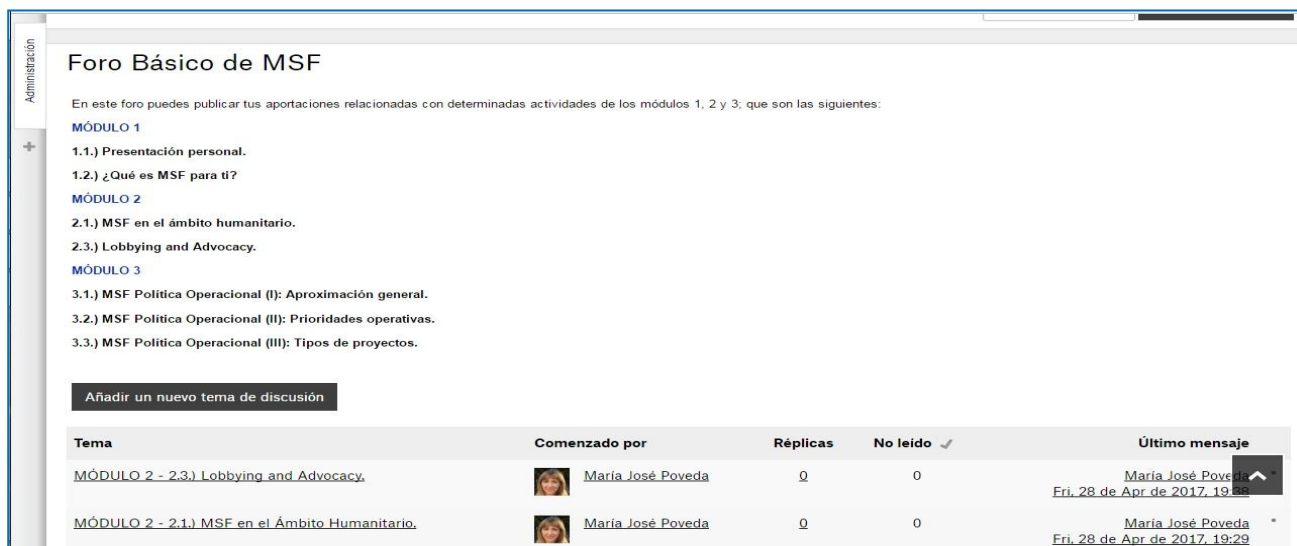 Administración
Foro Básico de MSF
En este foro puedes publicar tus aportaciones relacionadas con determinadas actividades de los módulos 1, 2 y 3; que son las siguientes:
MÓDULO 1
1.1.) Presentación personal.
1.2.) ¿Qué es MSF para ti?
MÓDULO 2
2.1.) MSF en el ámbito humanitario.
2.3.) Lobbying and Advocacy.
MÓDULO 3
3.1.) MSF Política Operacional (I): Aproximación general.
3.2.) MSF Política Operacional (II): Prioridades operativas.
3.3.) MSF Política Operacional (III): Tipos de proyectos.
Añadir un nuevo tema de discusión
Tema Comenzado por Réplicas No leído Último mensaje
MÓDULO 2 - 2.3.) Lobbying and Advocacy. María José Poveda 0 0 María José Poveda
Fri, 28 de Apr de 2017, 19:38
MÓDULO 2 - 2.1.) MSF en el Ámbito Humanitario. María José Poveda 0 0 María José Poveda
Fri, 28 de Apr de 2017, 19:29